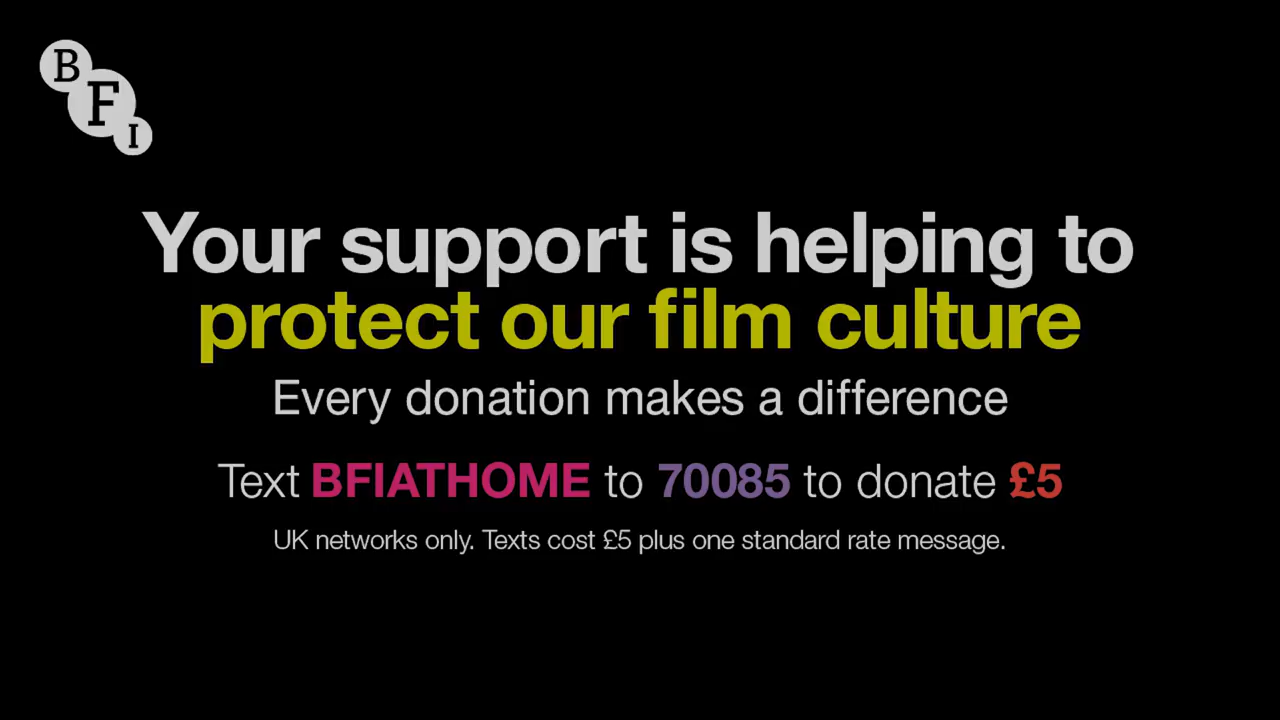 BFI
Your support is helping to
protect our film culture
Every donation makes a difference
Text BFIATHOME to 70085 to donate £5
UK networks only. Texts cost £5 plus one standard rate message.